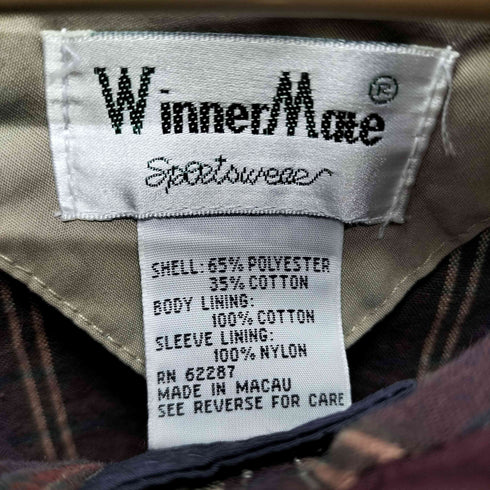 WinnerMate ®
Sportswear
SHELL: 65% POLYESTER
35% COTTON
BODY LINING:
100% COTTON
SLEEVE LINING:
100% NYLON
RN 62287
MADE IN MACAU
SEE REVERSE FOR CARE